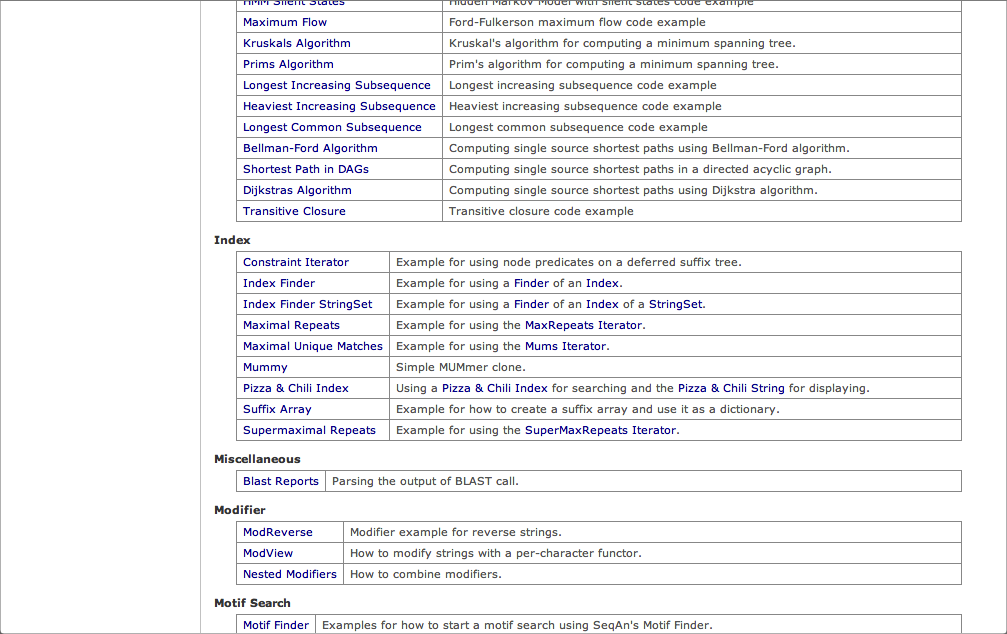 HMM Silent States Hidden Markov Model with silent states code example
Maximum Flow Ford-Fulkerson maximum flow code example
Kruskals Algorithm Kruskal's algorithm for computing a minimum spanning tree.
Prims Algorithm Prim's algorithm for computing a minimum spanning tree.
Longest Increasing Subsequence Longest increasing subsequence code example
Heaviest Increasing Subsequence Heaviest increasing subsequence code example
Longest Common Subsequence Longest common subsequence code example
Bellman-Ford Algorithm Computing single source shortest paths using Bellman-Ford algorithm.
Shortest Path in DAGs Computing single source shortest paths in a directed acyclic graph.
Dijkstras Algorithm Computing single source shortest paths using Dijkstra algorithm.
Transitive Closure Transitive closure code example
Index
Constraint Iterator Example for using node predicates on a deferred suffix tree.
Index Finder Example for using a Finder of an Index.
Index Finder StringSet Example for using a Finder of an Index of a StringSet.
Maximal Repeats Example for using the MaxRepeats Iterator.
Maximal Unique Matches Example for using the Mums Iterator.
Mummy Simple MUMmer clone.
Pizza & Chili Index Using a Pizza & Chili Index for searching and the Pizza & Chili String for displaying.
Suffix Array Example for how to create a suffix array and use it as a dictionary.
Supermaximal Repeats Example for using the SuperMaxRepeats Iterator.
Miscellaneous
Blast Reports Parsing the output of BLAST call.
Modifier
ModReverse Modifier example for reverse strings.
ModView How to modify strings with a per-character functor.
Nested Modifiers How to combine modifiers.
Motif Search
Motif Finder Examples for how to start a motif search using SeqAn's Motif Finder.